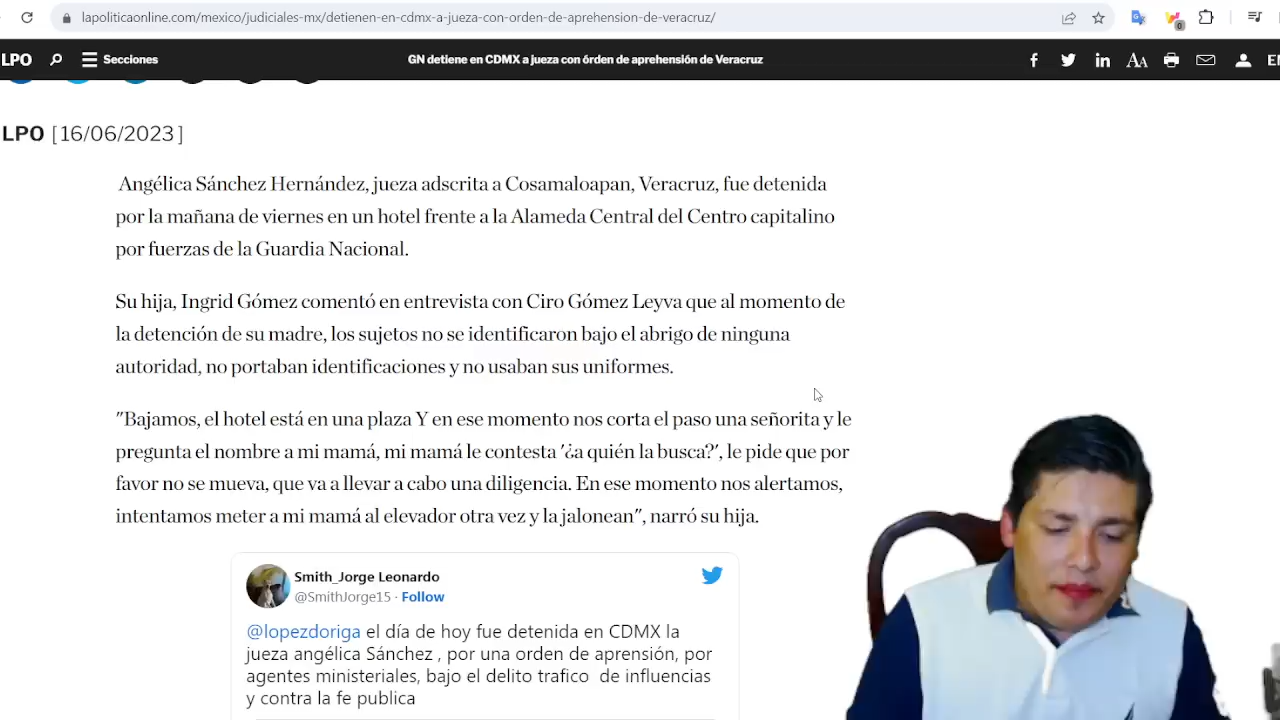 lapoliticaonline.com/mexico/judiciales-mx/detienen-en-cdmx-a-jueza-con-orden-de-aprehension-de-veracruz/
0
LPO Secciones GN detiene en CDMX a jueza con órden de aprehensión de Veracruz AA EN
LPO [16/06/2023]
Angélica Sánchez Hernández, jueza adscrita a Cosamaloapan, Veracruz, fue detenida
por la mañana de viernes en un hotel frente a la Alameda Central del Centro capitalino
por fuerzas de la Guardia Nacional.
Su hija, Ingrid Gómez comentó en entrevista con Ciro Gómez Leyva que al momento de
la detención de su madre, los sujetos no se identificaron bajo el abrigo de ninguna
autoridad, no portaban identificaciones y no usaban sus uniformes.
"Bajamos, el hotel está en una plaza Y en ese momento nos corta el paso una señorita y le
pregunta el nombre a mi mamá, mi mamá le contesta '¿a quién la busca?', le pide que por
favor no se mueva, que va a llevar a cabo una diligencia. En ese momento nos alertamos,
intentamos meter a mi mamá al elevador otra vez y la jalonean", narró su hija.
Smith_Jorge Leonardo
@SmithJorge15 · Follow
@lopezdoriga el día de hoy fue detenida en CDMX la
jueza angélica Sánchez , por una orden de aprensión, por
agentes ministeriales, bajo el delito trafico de influencias
y contra la fe publica